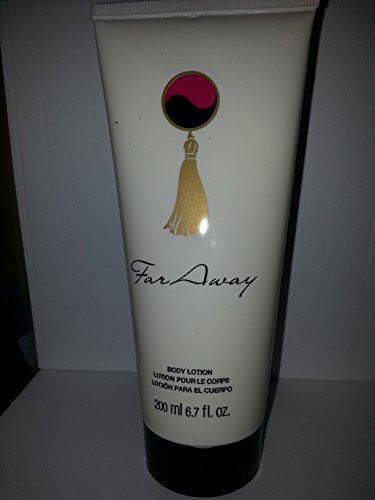 Far Away
BODY LOTION
LOTION POUR LE CORPS
LOCIÓN PARA EL CUERPO
200 ml 6.7 fl. oz.